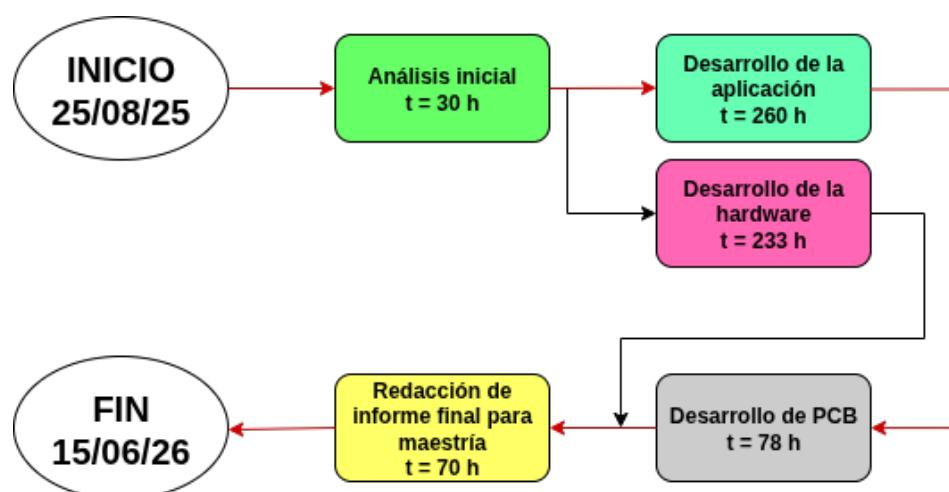 INICIO
25/08/25
Análisis inicial
t = 30 h
Desarrollo de la
aplicación
t = 260 h
Desarrollo de la
hardware
t = 233 h
FIN
15/06/26
Redacción de
informe final para
maestría
t = 70 h
Desarrollo de PCB
t = 78 h